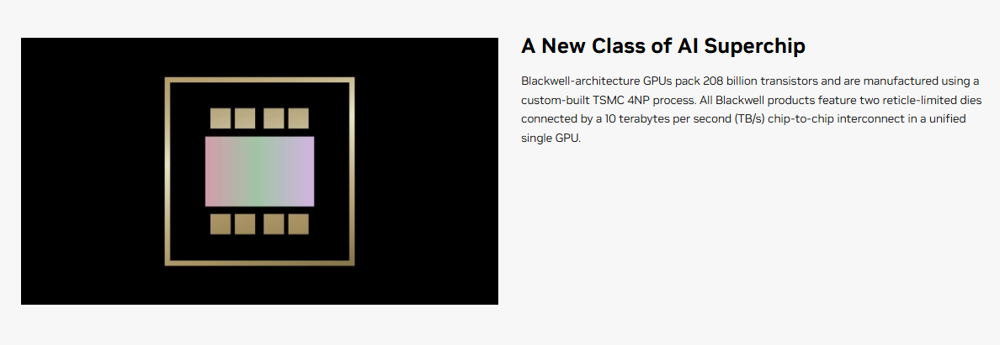 A New Class of AI Superchip
Blackwell-architecture GPUs pack 208 billion transistors and are manufactured using a
custom-built TSMC 4NP process. All Blackwell products feature two reticle-limited dies
connected by a 10 terabytes per second (TB/s) chip-to-chip interconnect in a unified
single GPU.